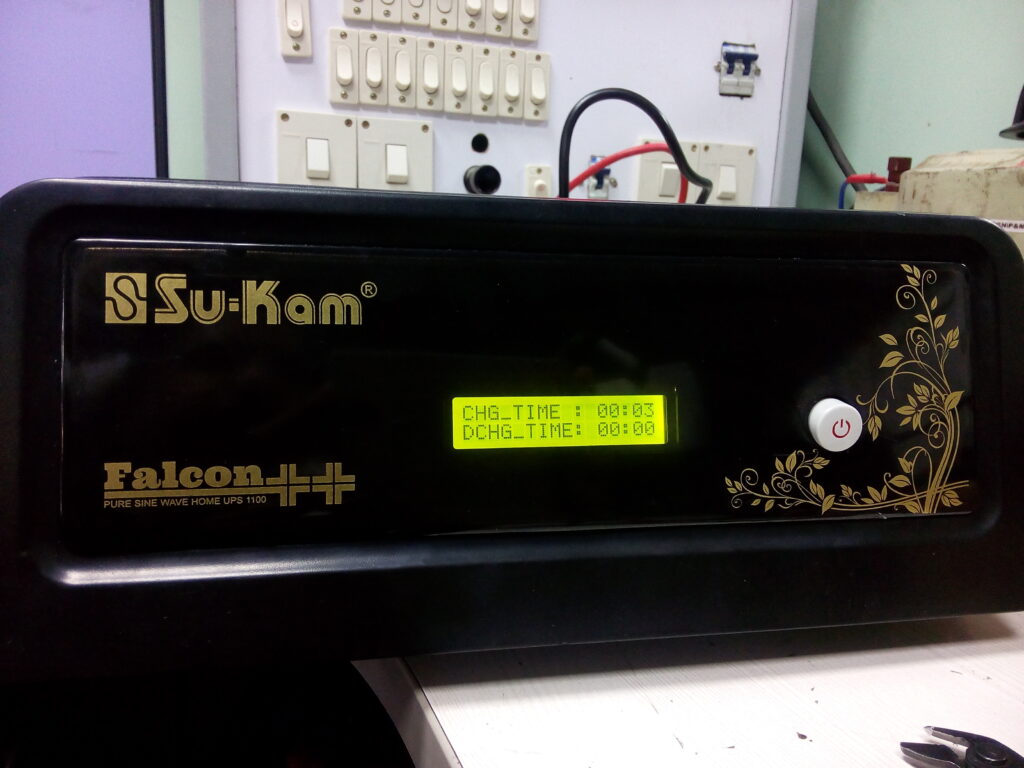 Su-Kam®
CHG_TIME : 00:03
DCHG_TIME: 00:00
Falcon++
PURE SINE WAVE HOME UPS 1100